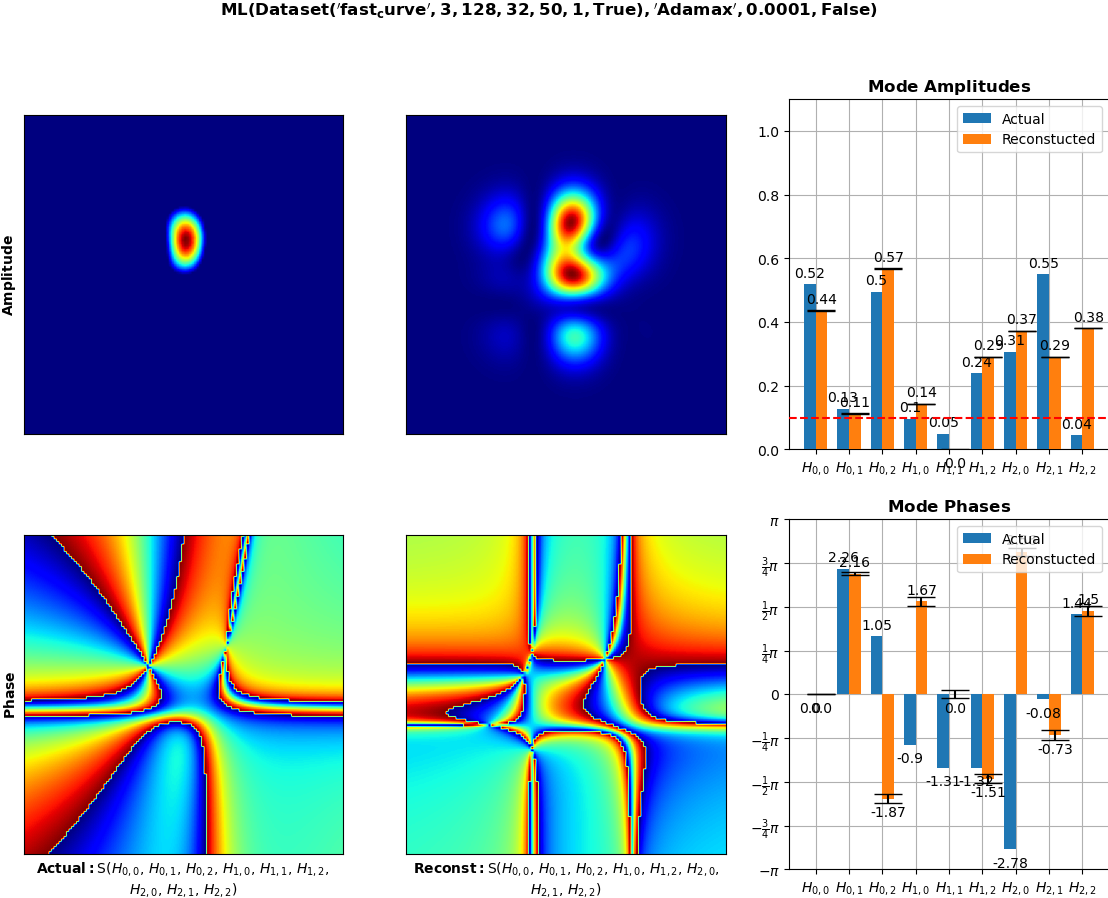 ML(Dataset('fast_curve', 3, 128, 32, 50, 1, True), 'Adamax', 0.0001, False)
Amplitude
Mode Amplitudes
Actual
Reconstucted
1.0
0.8
0.6
0.4
0.2
0.0
0.52
0.44
0.13
0.11
0.5
0.57
0.1
0.14
0.05
0.0
0.24
0.29
0.31
0.37
0.55
0.29
0.04
0.38
H0,0 H0,1 H0,2 H1,0 H1,1 H1,2 H2,0 H2,1 H2,2
Phase
Mode Phases
Actual
Reconstucted
π
3/4π
1/2π
1/4π
0
−1/4π
−1/2π
−3/4π
−π
0.0
0.0
2.26
2.16
1.05
-1.87
-0.9
1.67
-1.31
0.0
-1.32
-1.51
-2.78
-0.08
-0.73
1.44
1.5
H0,0 H0,1 H0,2 H1,0 H1,1 H1,2 H2,0 H2,1 H2,2
Actual: S(H0,0, H0,1, H0,2, H1,0, H1,1, H1,2,
H2,0, H2,1, H2,2)
Reconst: S(H0,0, H0,1, H0,2, H1,0, H1,2, H2,0,
H2,1, H2,2)